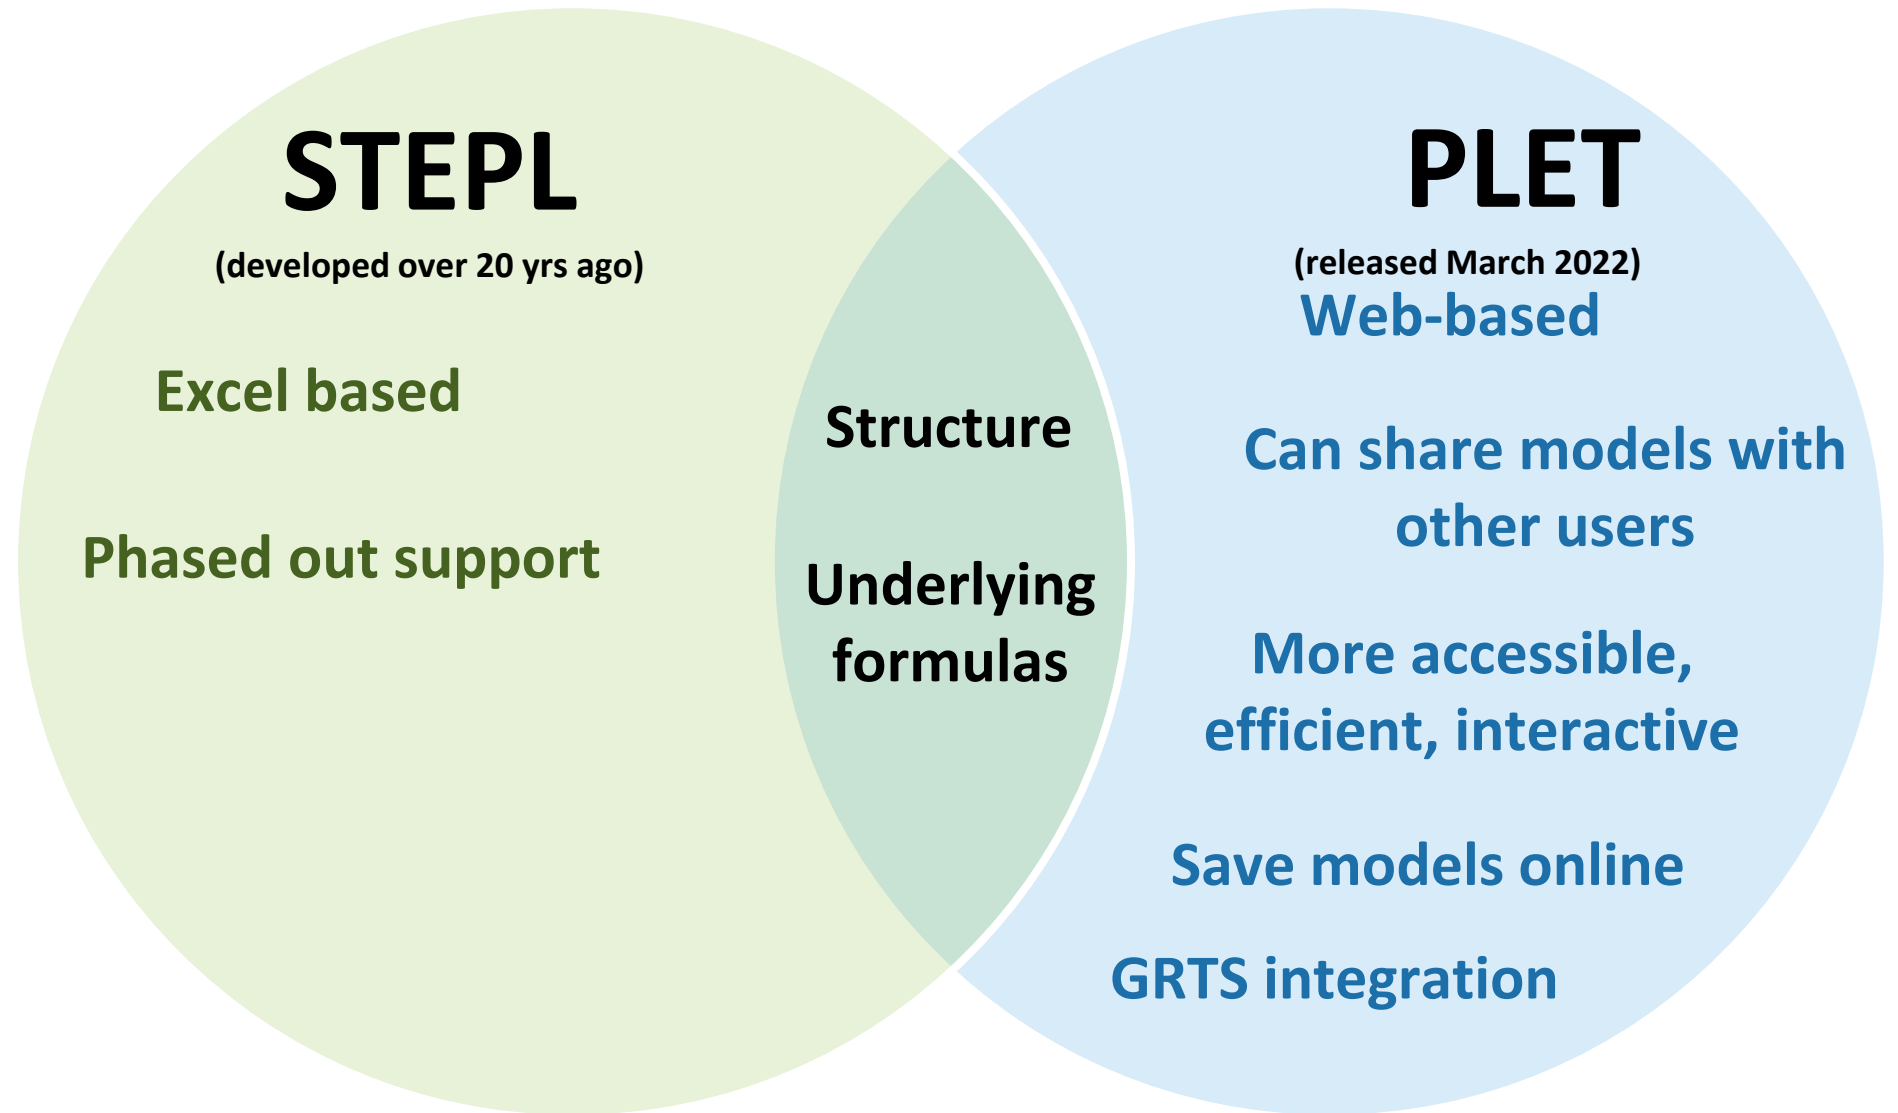 STEPL
(developed over 20 yrs ago)
Excel based
Phased out support
Structure
Underlying
formulas
PLET
(released March 2022)
Web-based
Can share models with
other users
More accessible,
efficient, interactive
Save models online
GRTS integration